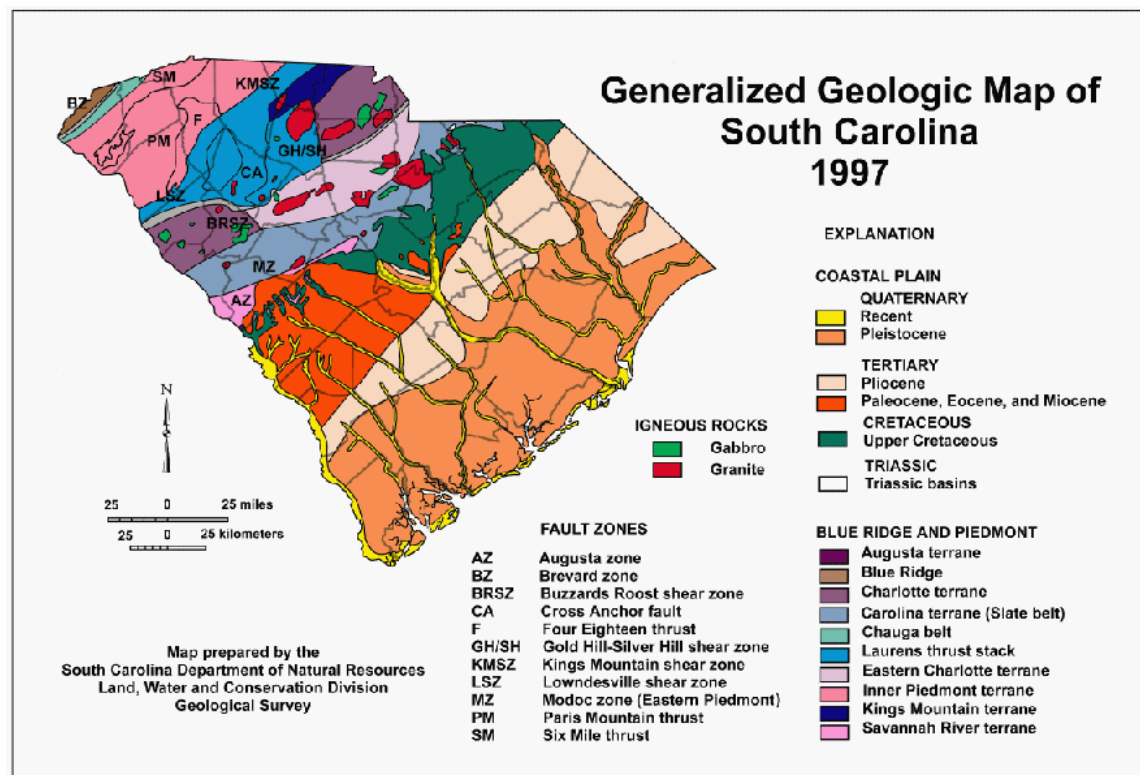 Generalized Geologic Map of
South Carolina
1997
SM
KMSZ
BZ
F
PM
GH/SH
CA
LSZ
BRSZ
MZ
AZ
N
25 0 25 miles
25 0 25 kilometers
Map prepared by the
South Carolina Department of Natural Resources
Land, Water and Conservation Division
Geological Survey
IGNEOUS ROCKS
Gabbro
Granite
FAULT ZONES
AZ Augusta zone
BZ Brevard zone
BRSZ Buzzards Roost shear zone
CA Cross Anchor fault
F Four Eighteen thrust
GH/SH Gold Hill-Silver Hill shear zone
KMSZ Kings Mountain shear zone
LSZ Lowndesville shear zone
MZ Modoc zone (Eastern Piedmont)
PM Paris Mountain thrust
SM Six Mile thrust
EXPLANATION
COASTAL PLAIN
QUATERNARY
Recent
Pleistocene
TERTIARY
Pliocene
Paleocene, Eocene, and Miocene
CRETACEOUS
Upper Cretaceous
TRIASSIC
Triassic basins
BLUE RIDGE AND PIEDMONT
Augusta terrane
Blue Ridge
Charlotte terrane
Carolina terrane (Slate belt)
Chauga belt
Laurens thrust stack
Eastern Charlotte terrane
Inner Piedmont terrane
Kings Mountain terrane
Savannah River terrane